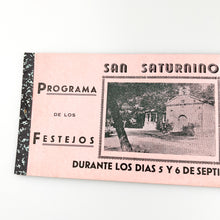 SAN SATURNINO
PROGRAMA
DE LOS
FESTEJOS
DURANTE LOS DIAS 5 Y 6 DE SEPTI